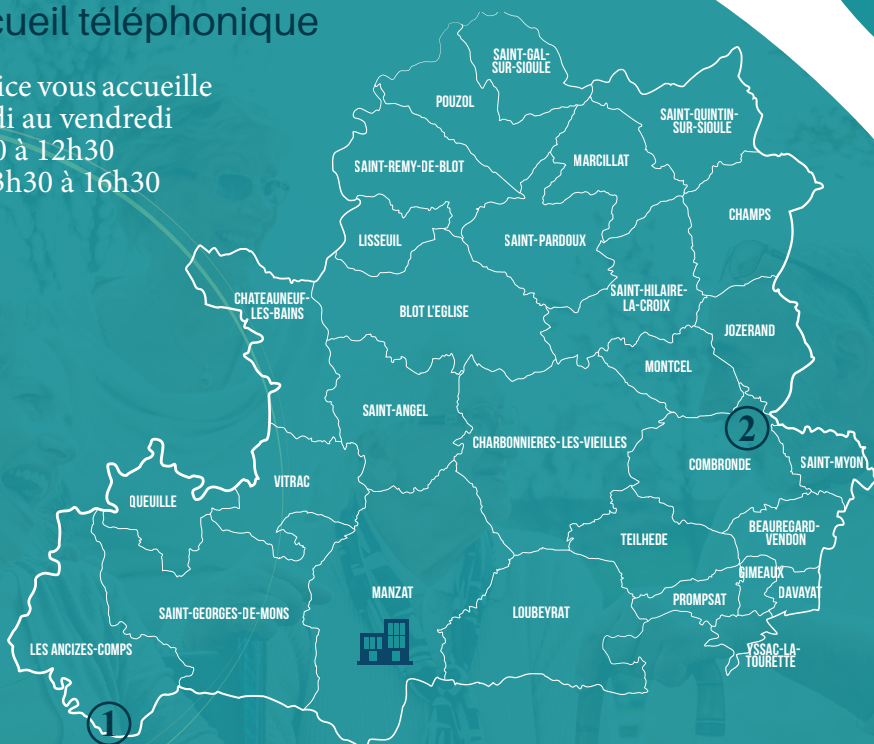 cueil téléphonique
ice vous accueille
di au vendredi
0 à 12h30
3h30 à 16h30
SAINT-GAL-
SUR-SIOULE
POUZOL
SAINT-QUINTIN-
SUR-SIOULE
SAINT-REMY-DE-BLOT
MARCILLAT
CHAMPS
LISSEUIL
SAINT-PARDOUX
CHATEAUNEUF-
LES-BAINS
SAINT-HILAIRE-
LA-CROIX
BLOT L'EGLISE
JOZERAND
MONTCEL
SAINT-ANGEL
2
CHARBONNIERES-LES-VIEILLES
COMBRONDE
SAINT-MYON
VITRAC
QUEUILLE
BEAUREGARD-
VENDON
TEILHEDE
GIMEAUX
MANZAT
DAVAYAT
PROMPSAT
SAINT-GEORGES-DE-MONS
LOUBEYRAT
LES ANCIZES-COMPS
YSSAC-LA-
TOURETTE
1